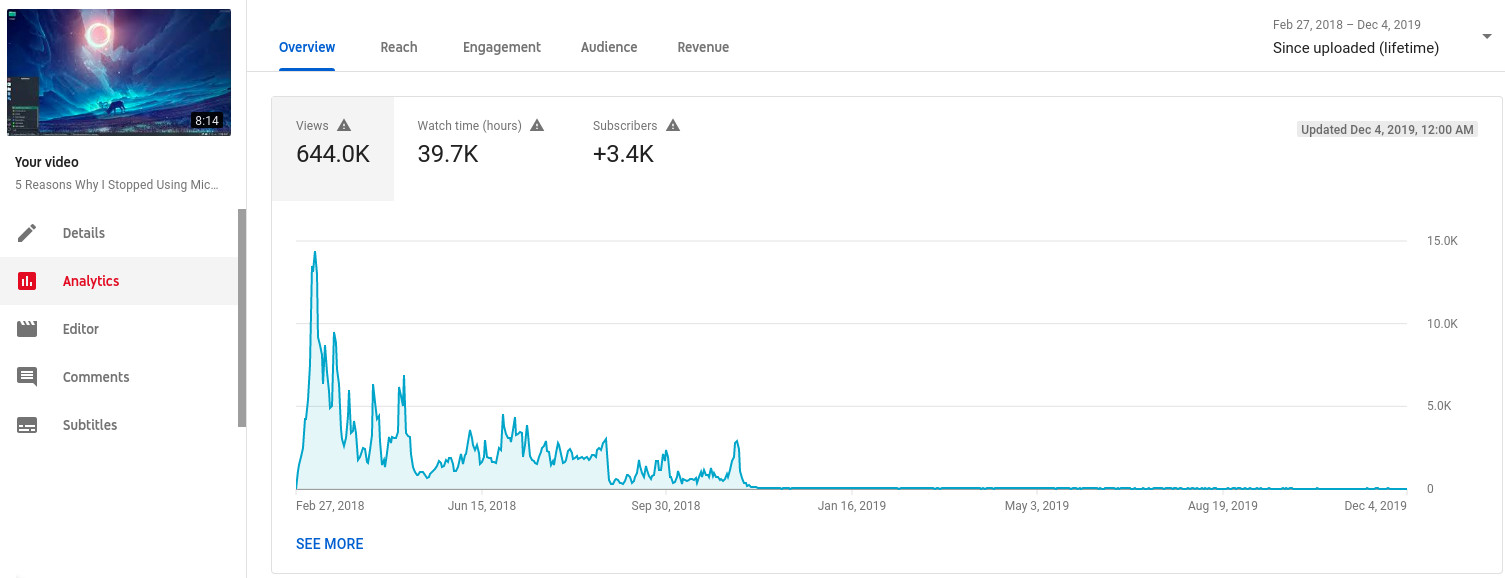 8:14
Your video
5 Reasons Why I Stopped Using Mic...
Details
Analytics
Editor
Comments
Subtitles
Overview Reach Engagement Audience Revenue
Feb 27, 2018 – Dec 4, 2019
Since uploaded (lifetime)
Views Watch time (hours) Subscribers
644.0K 39.7K +3.4K
Updated Dec 4, 2019, 12:00 AM
15.0K
10.0K
5.0K
0
Feb 27, 2018 Jun 15, 2018 Sep 30, 2018 Jan 16, 2019 May 3, 2019 Aug 19, 2019 Dec 4, 2019
SEE MORE